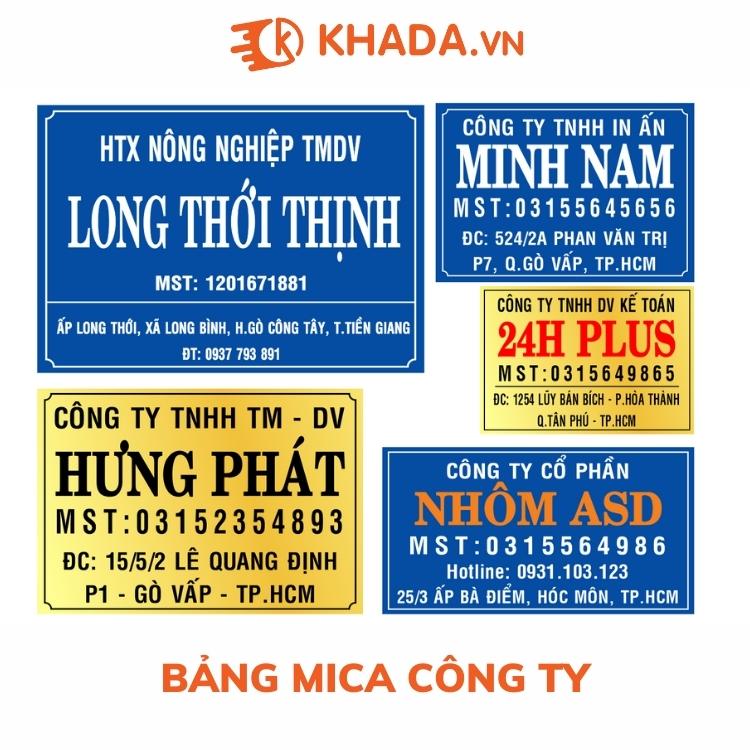 KHADA.vn
HTX NÔNG NGHIỆP TMDV
LONG THỚI THỊNH
MST: 1201671881
ẤP LONG THỚI, XÃ LONG BÌNH, H.GÒ CÔNG TÂY, T.TIỀN GIANG
ĐT: 0937 793 891
CÔNG TY TNHH IN ẤN
MINH NAM
MST:03155645656
ĐC: 524/2A PHAN VĂN TRỊ
P7, Q.GÒ VẤP, TP.HCM
CÔNG TY TNHH DV KẾ TOÁN
24H PLUS
MST:0315649865
ĐC: 1254 LŨY BÁN BÍCH - P.HÒA THÀNH
Q.TÂN PHÚ - TP.HCM
CÔNG TY TNHH TM - DV
HƯNG PHÁT
MST:03152354893
ĐC: 15/5/2 LÊ QUANG ĐỊNH
P1 - GÒ VẤP - TP.HCM
CÔNG TY CỔ PHẦN
NHÔM ASD
MST:0315564986
Hotline: 0931.103.123
25/3 ẤP BÀ ĐIỂM, HÓC MÔN, TP.HCM
BẢNG MICA CÔNG TY